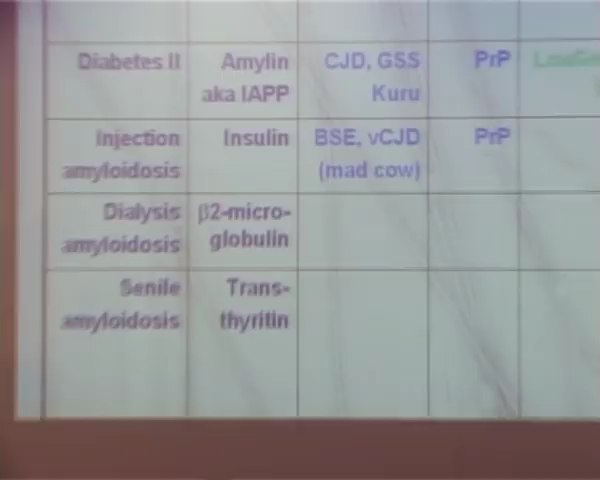 Diabetes II Amylin CJD, GSS PrP
aka IAPP Kuru
Injection Insulin BSE, vCJD PrP
amyloidosis (mad cow)
Dialysis β2-micro-
amyloidosis globulin
Senile Trans-
amyloidosis thyritin